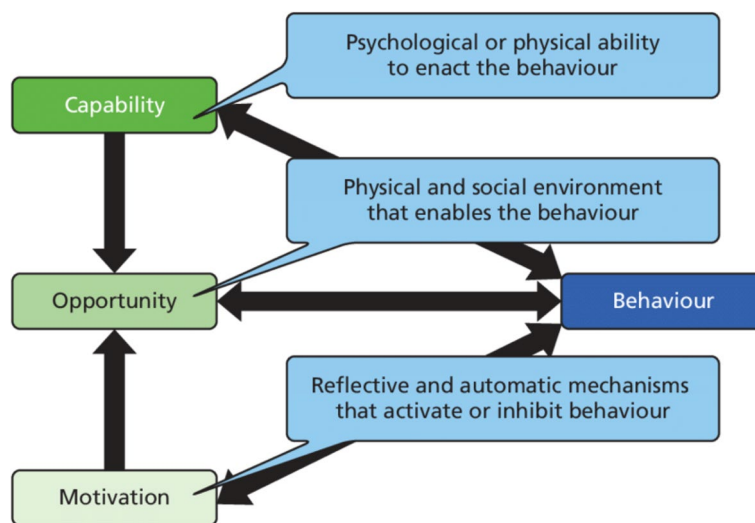 Psychological or physical ability
to enact the behaviour
Capability
Physical and social environment
that enables the behaviour
Opportunity
Behaviour
Reflective and automatic mechanisms
that activate or inhibit behaviour
Motivation